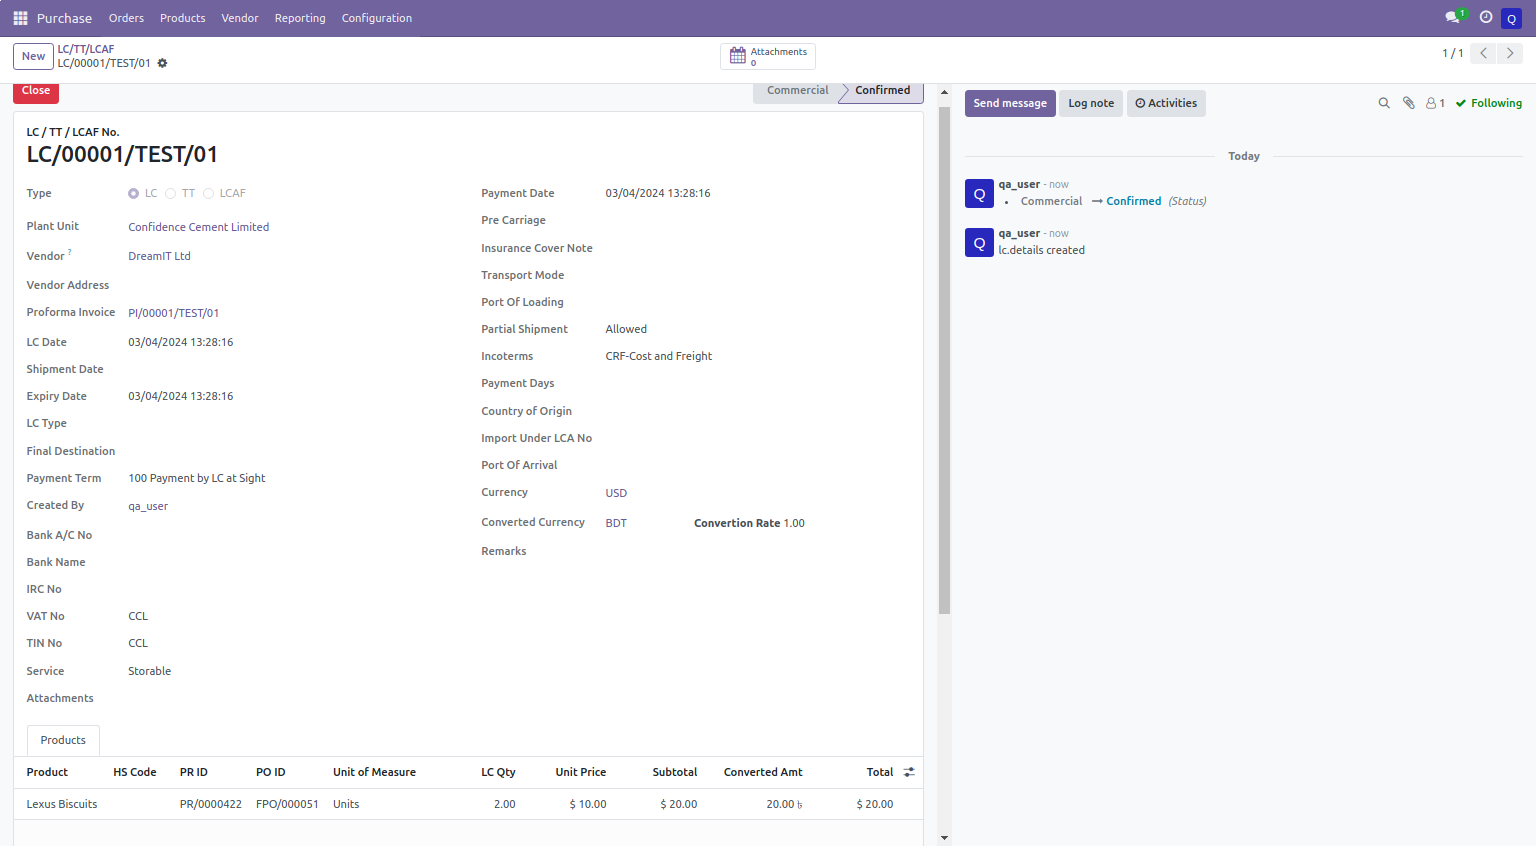 Purchase Orders Products Vendor Reporting Configuration 1 Q
New LC/TT/LCAF
LC/00001/TEST/01
Attachments
0
1 / 1
Close Commercial Confirmed
LC / TT / LCAF No.
LC/00001/TEST/01
Type LC TT LCAF
Plant Unit Confidence Cement Limited
Vendor ? DreamIT Ltd
Vendor Address
Proforma Invoice PI/00001/TEST/01
LC Date 03/04/2024 13:28:16
Shipment Date
Expiry Date 03/04/2024 13:28:16
LC Type
Final Destination
Payment Term 100 Payment by LC at Sight
Created By qa_user
Bank A/C No
Bank Name
IRC No
VAT No CCL
TIN No CCL
Service Storable
Attachments
Payment Date 03/04/2024 13:28:16
Pre Carriage
Insurance Cover Note
Transport Mode
Port Of Loading
Partial Shipment Allowed
Incoterms CRF-Cost and Freight
Payment Days
Country of Origin
Import Under LCA No
Port Of Arrival
Currency USD
Converted Currency BDT Convertion Rate 1.00
Remarks
Products
Product HS Code PR ID PO ID Unit of Measure LC Qty Unit Price Subtotal Converted Amt Total
Lexus Biscuits PR/0000422 FPO/000051 Units 2.00 $ 10.00 $ 20.00 20.00 ৳ $ 20.00
Send message Log note Activities 1 Following
Today
Q qa_user - now
• Commercial → Confirmed (Status)
Q qa_user - now
lc.details created